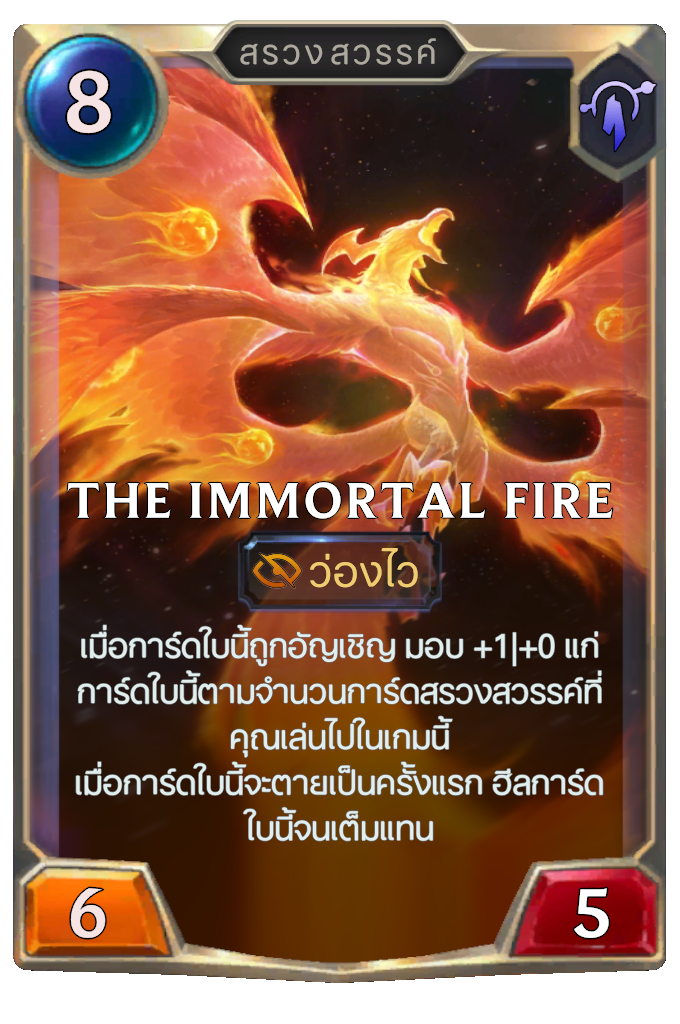 สรวงสวรรค์
8
THE IMMORTAL FIRE
ว่องไว
เมื่อการ์ดใบนี้ถูกอัญเชิญ มอบ +1|+0 แก่
การ์ดใบนี้ตามจำนวนการ์ดสรวงสวรรค์ที่
คุณเล่นไปในเกมนี้
เมื่อการ์ดใบนี้จะตายเป็นครั้งแรก ฮีลการ์ด
ใบนี้จนเต็มแทน
6
5